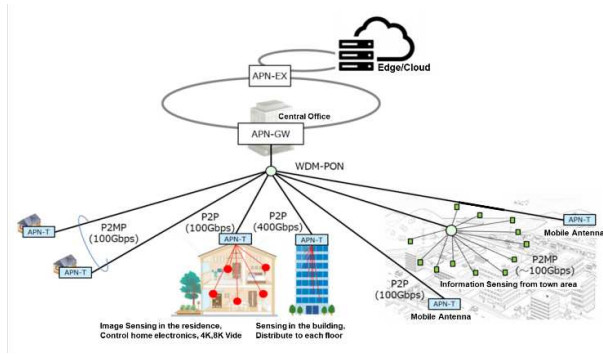 Edge/Cloud
APN-EX
Central Office
APN-GW
WDM-PON
APN-T
P2MP
(100Gbps)
APN-T
P2P
(100Gbps)
APN-T
P2P
(400Gbps)
APN-T
APN-T
Mobile Antenna
P2MP
(~100Gbps)
Information Sensing from town area
P2P
(100Gbps)
APN-T
Mobile Antenna
Image Sensing in the residence,
Control home electronics, 4K,8K Vide
Sensing in the building,
Distribute to each floor